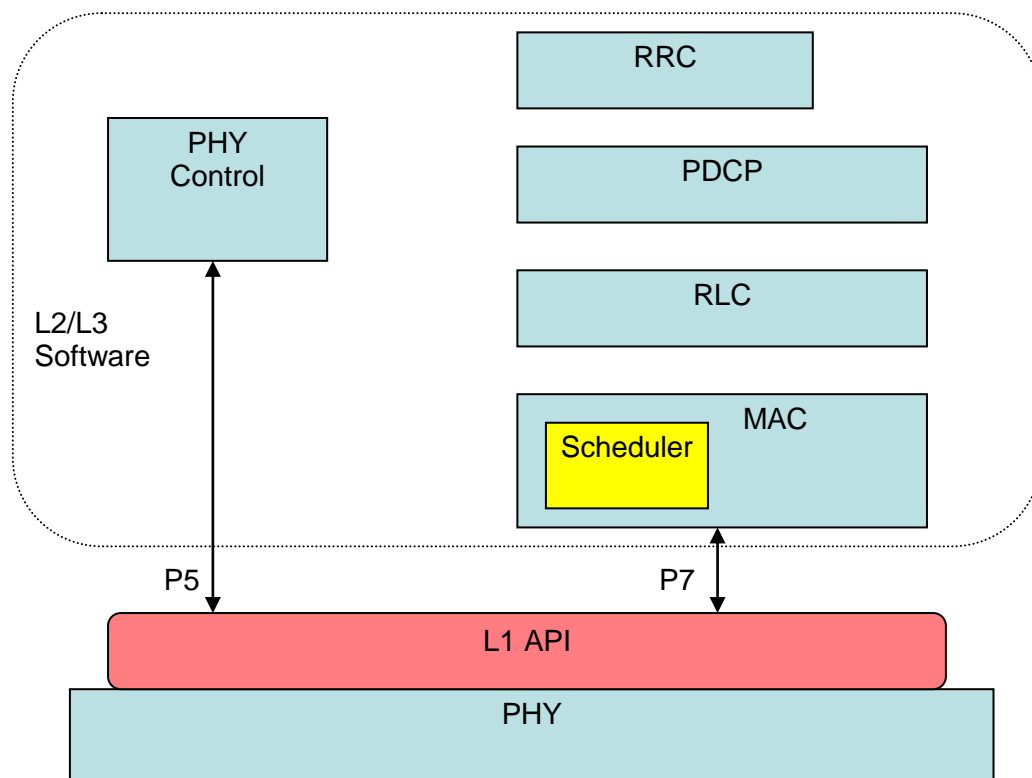 RRC
PHY
Control
PDCP
RLC
L2/L3
Software
MAC
Scheduler
P5
P7
L1 API
PHY